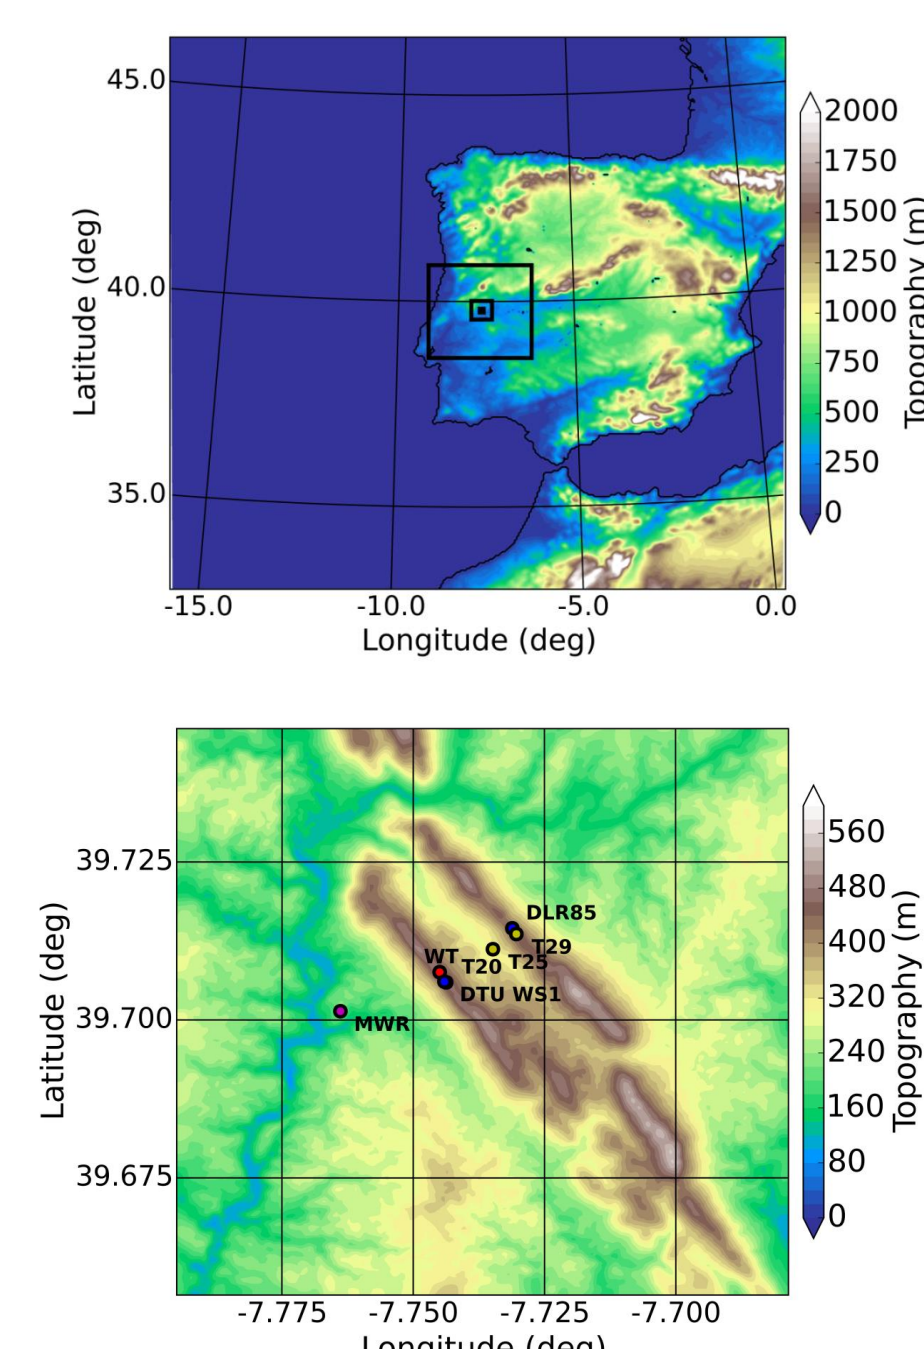 45.0
40.0
35.0
Latitude (deg)
-15.0 -10.0 -5.0 0.0
Longitude (deg)
2000
1750
1500
1250
1000
750
500
250
0
Topography (m)
39.725
39.700
39.675
Latitude (deg)
DLR85
T29
T25
WT
T20
DTU WS1
MWR
-7.775 -7.750 -7.725 -7.700
Longitude (deg)
560
480
400
320
240
160
80
0
Topography (m)